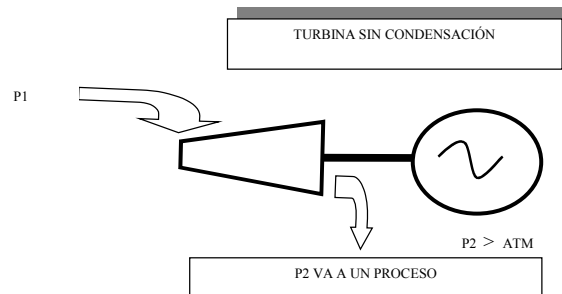 TURBINA SIN CONDENSACIÓN
P1
P2 > ATM
P2 VA A UN PROCESO